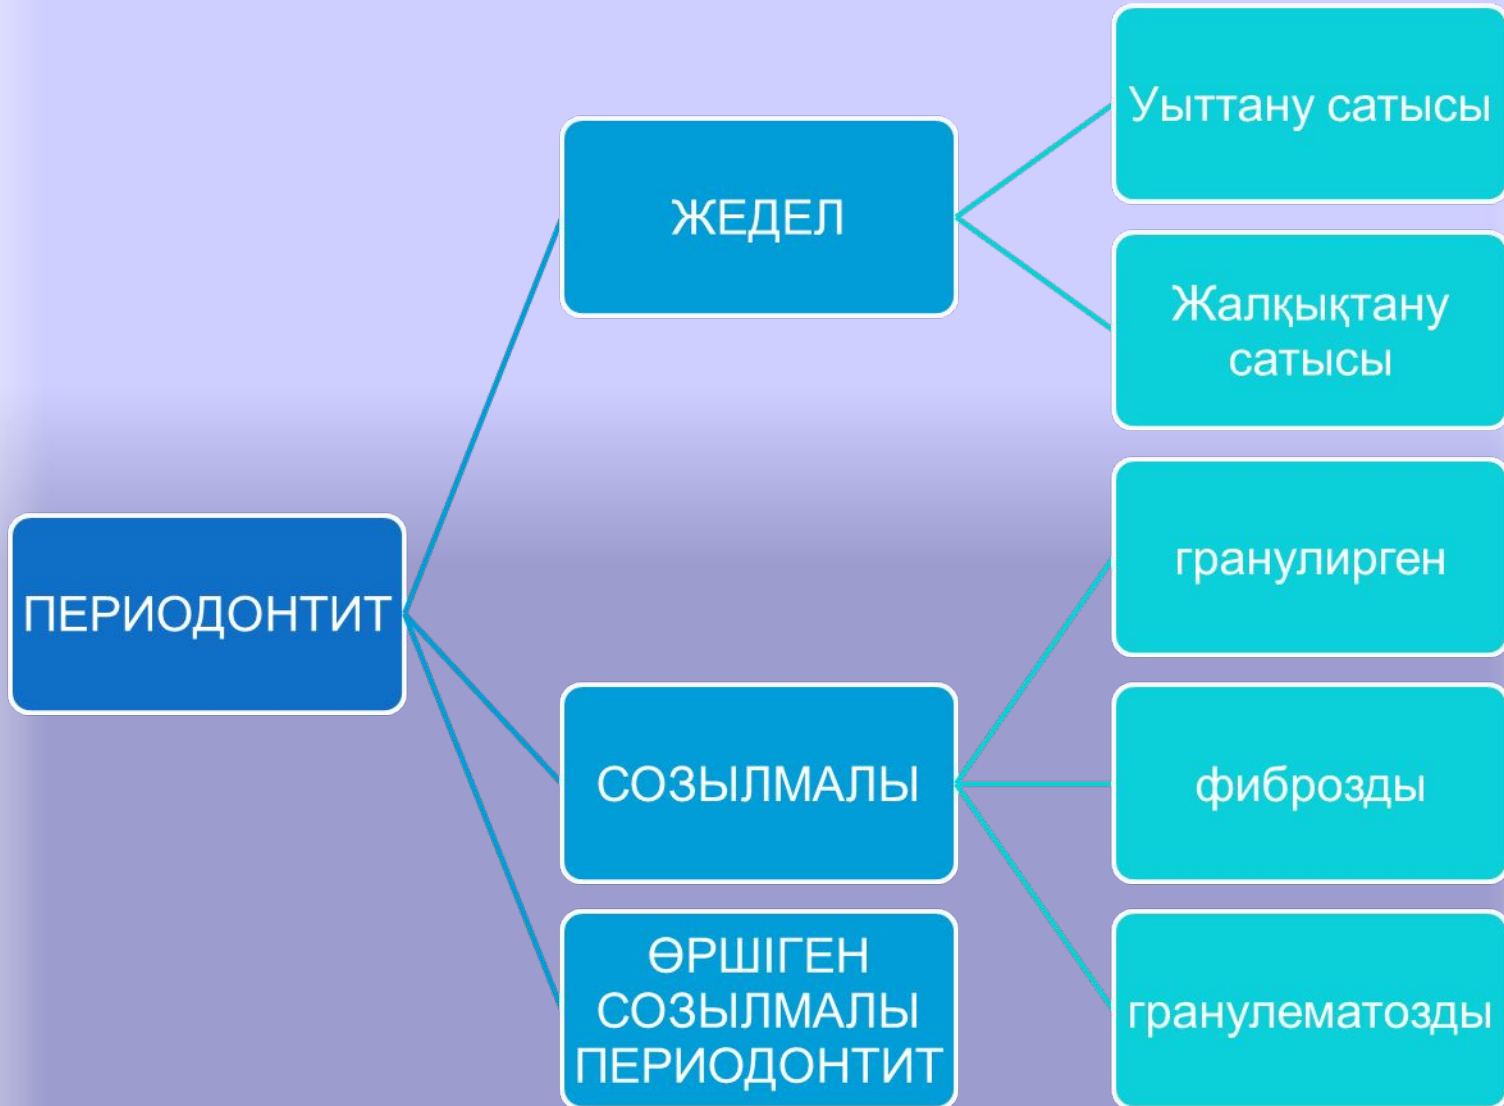 ПЕРИОДОНТИТ
ЖЕДЕЛ
Уыттану сатысы
Жалқықтану
сатысы
СОЗЫЛМАЛЫ
гранулирген
фиброзды
гранулематозды
ӨРШІГЕН
СОЗЫЛМАЛЫ
ПЕРИОДОНТИТ